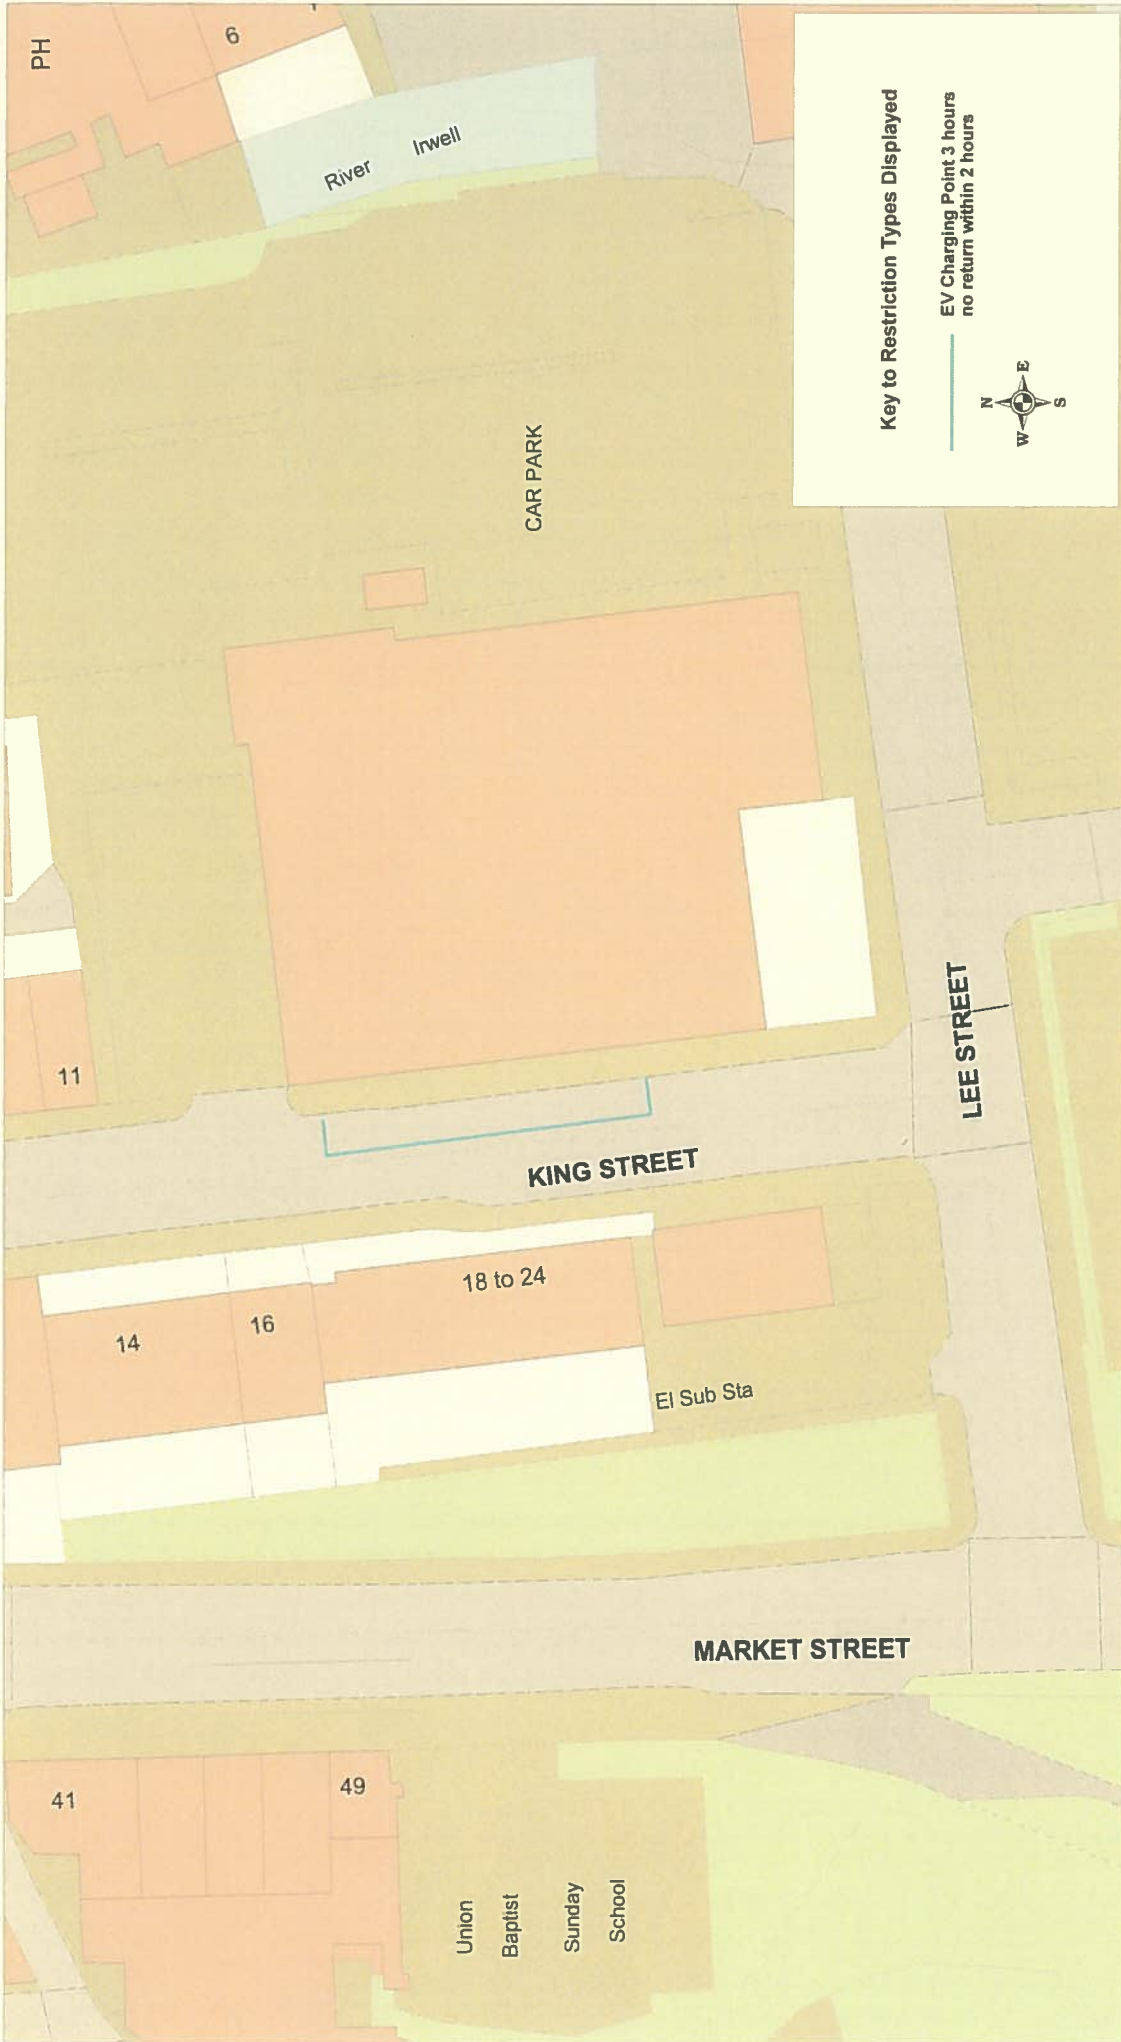 PH
6
River Irwell
CAR PARK
11
KING STREET
LEE STREET
14
16
18 to 24
El Sub Sta
MARKET STREET
41
49
Union
Baptist
Sunday
School
Key to Restriction Types Displayed
EV Charging Point 3 hours
no return within 2 hours
N
W E
S